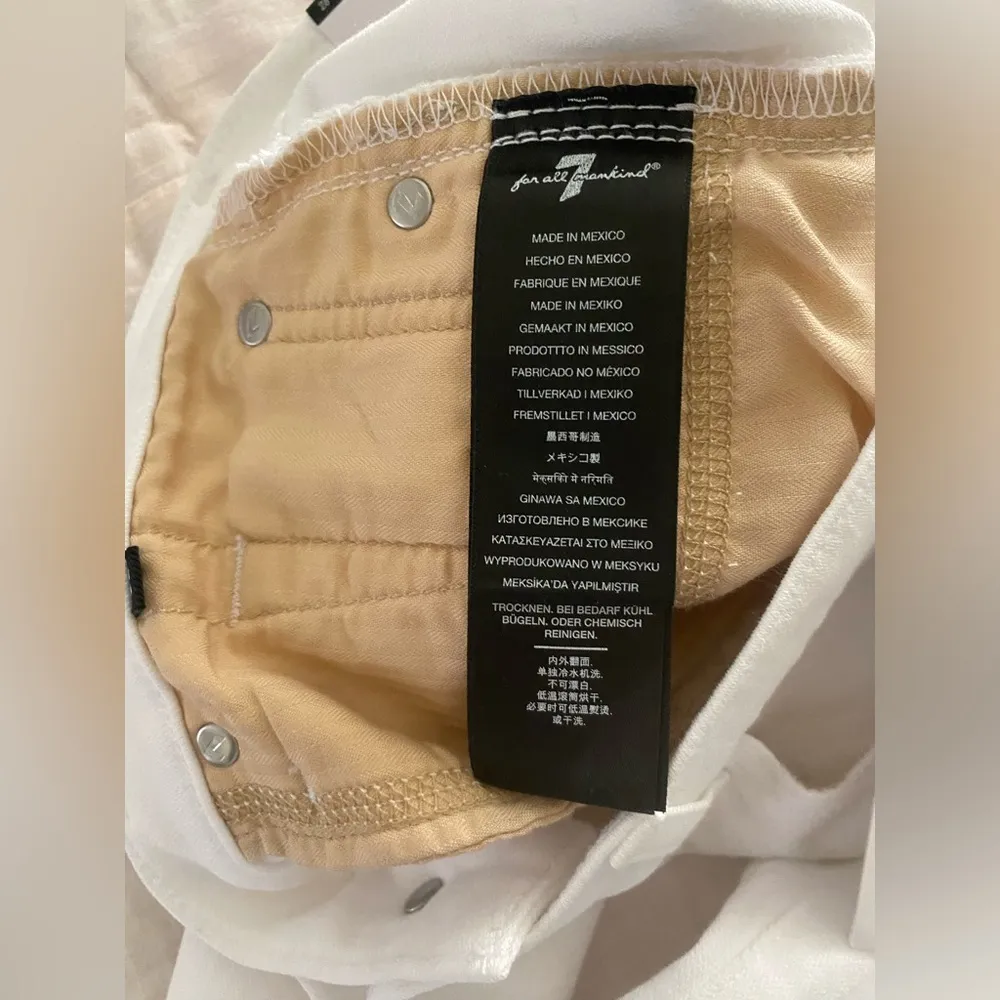 26
7
for all mankind®
MADE IN MEXICO
HECHO EN MEXICO
FABRIQUE EN MEXIQUE
MADE IN MEXIKO
GEMAAKT IN MEXICO
PRODOTTTO IN MESSICO
FABRICADO NO MÉXICO
TILLVERKAD I MEXIKO
FREMSTILLET I MEXICO
墨西哥制造
メキシコ製
GINAWA SA MEXICO
ИЗГОТОВЛЕНО В МЕКСИКЕ
ΚΑΤΑΣΚΕΥΑΖΕΤΑΙ ΣΤΟ ΜΕΞΙΚΟ
WYPRODUKOWANO W MEKSYKU
MEKSİKA'DA YAPILMIŞTIR
TROCKNEN. BEI BEDARF KÜHL
BÜGELN. ODER CHEMISCH
REINIGEN.
内外翻面.
单独冷水机洗.
不可漂白.
低温滚筒烘干.
必要时可低温熨烫.
或干洗.